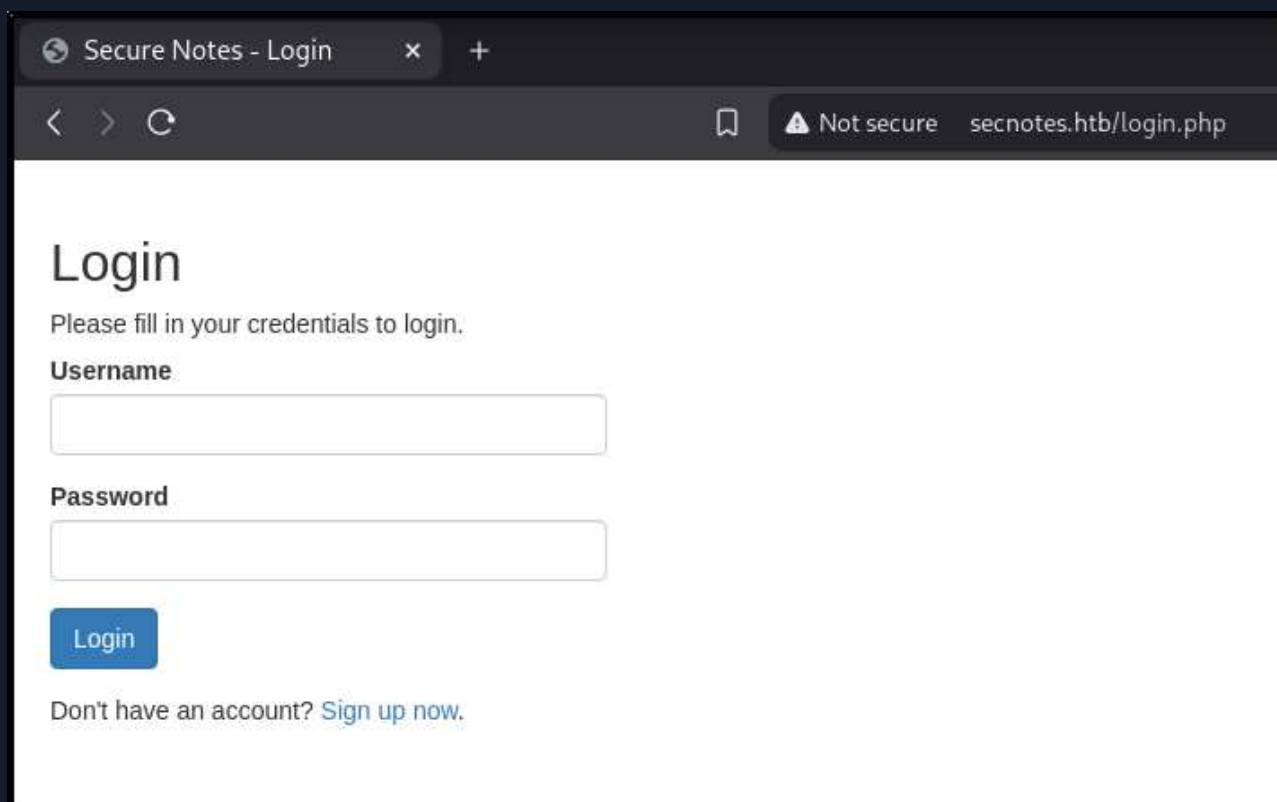 Secure Notes - Login
Not secure secnotes.htb/login.php
Login
Please fill in your credentials to login.
Username
Password
Login
Don't have an account? Sign up now.